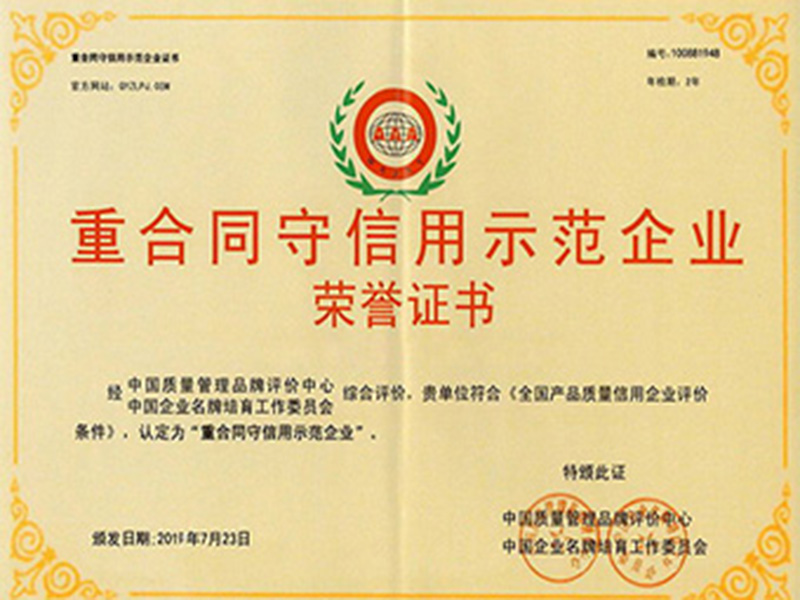 重合同守信用示范企业证书
编号:10088194B
官方网站:
年检期:2年
AAA
重合同守信用示范企业
荣誉证书
经 中国质量管理品牌评价中心 综合评价,贵单位符合《全国产品质量信用企业评价
中国企业名牌培育工作委员会
条件》,认定为“重合同守信用示范企业”.
特颁此证
中国质量管理品牌评价中心
颁发日期:201 年7月23日
中国企业名牌培育工作委员会